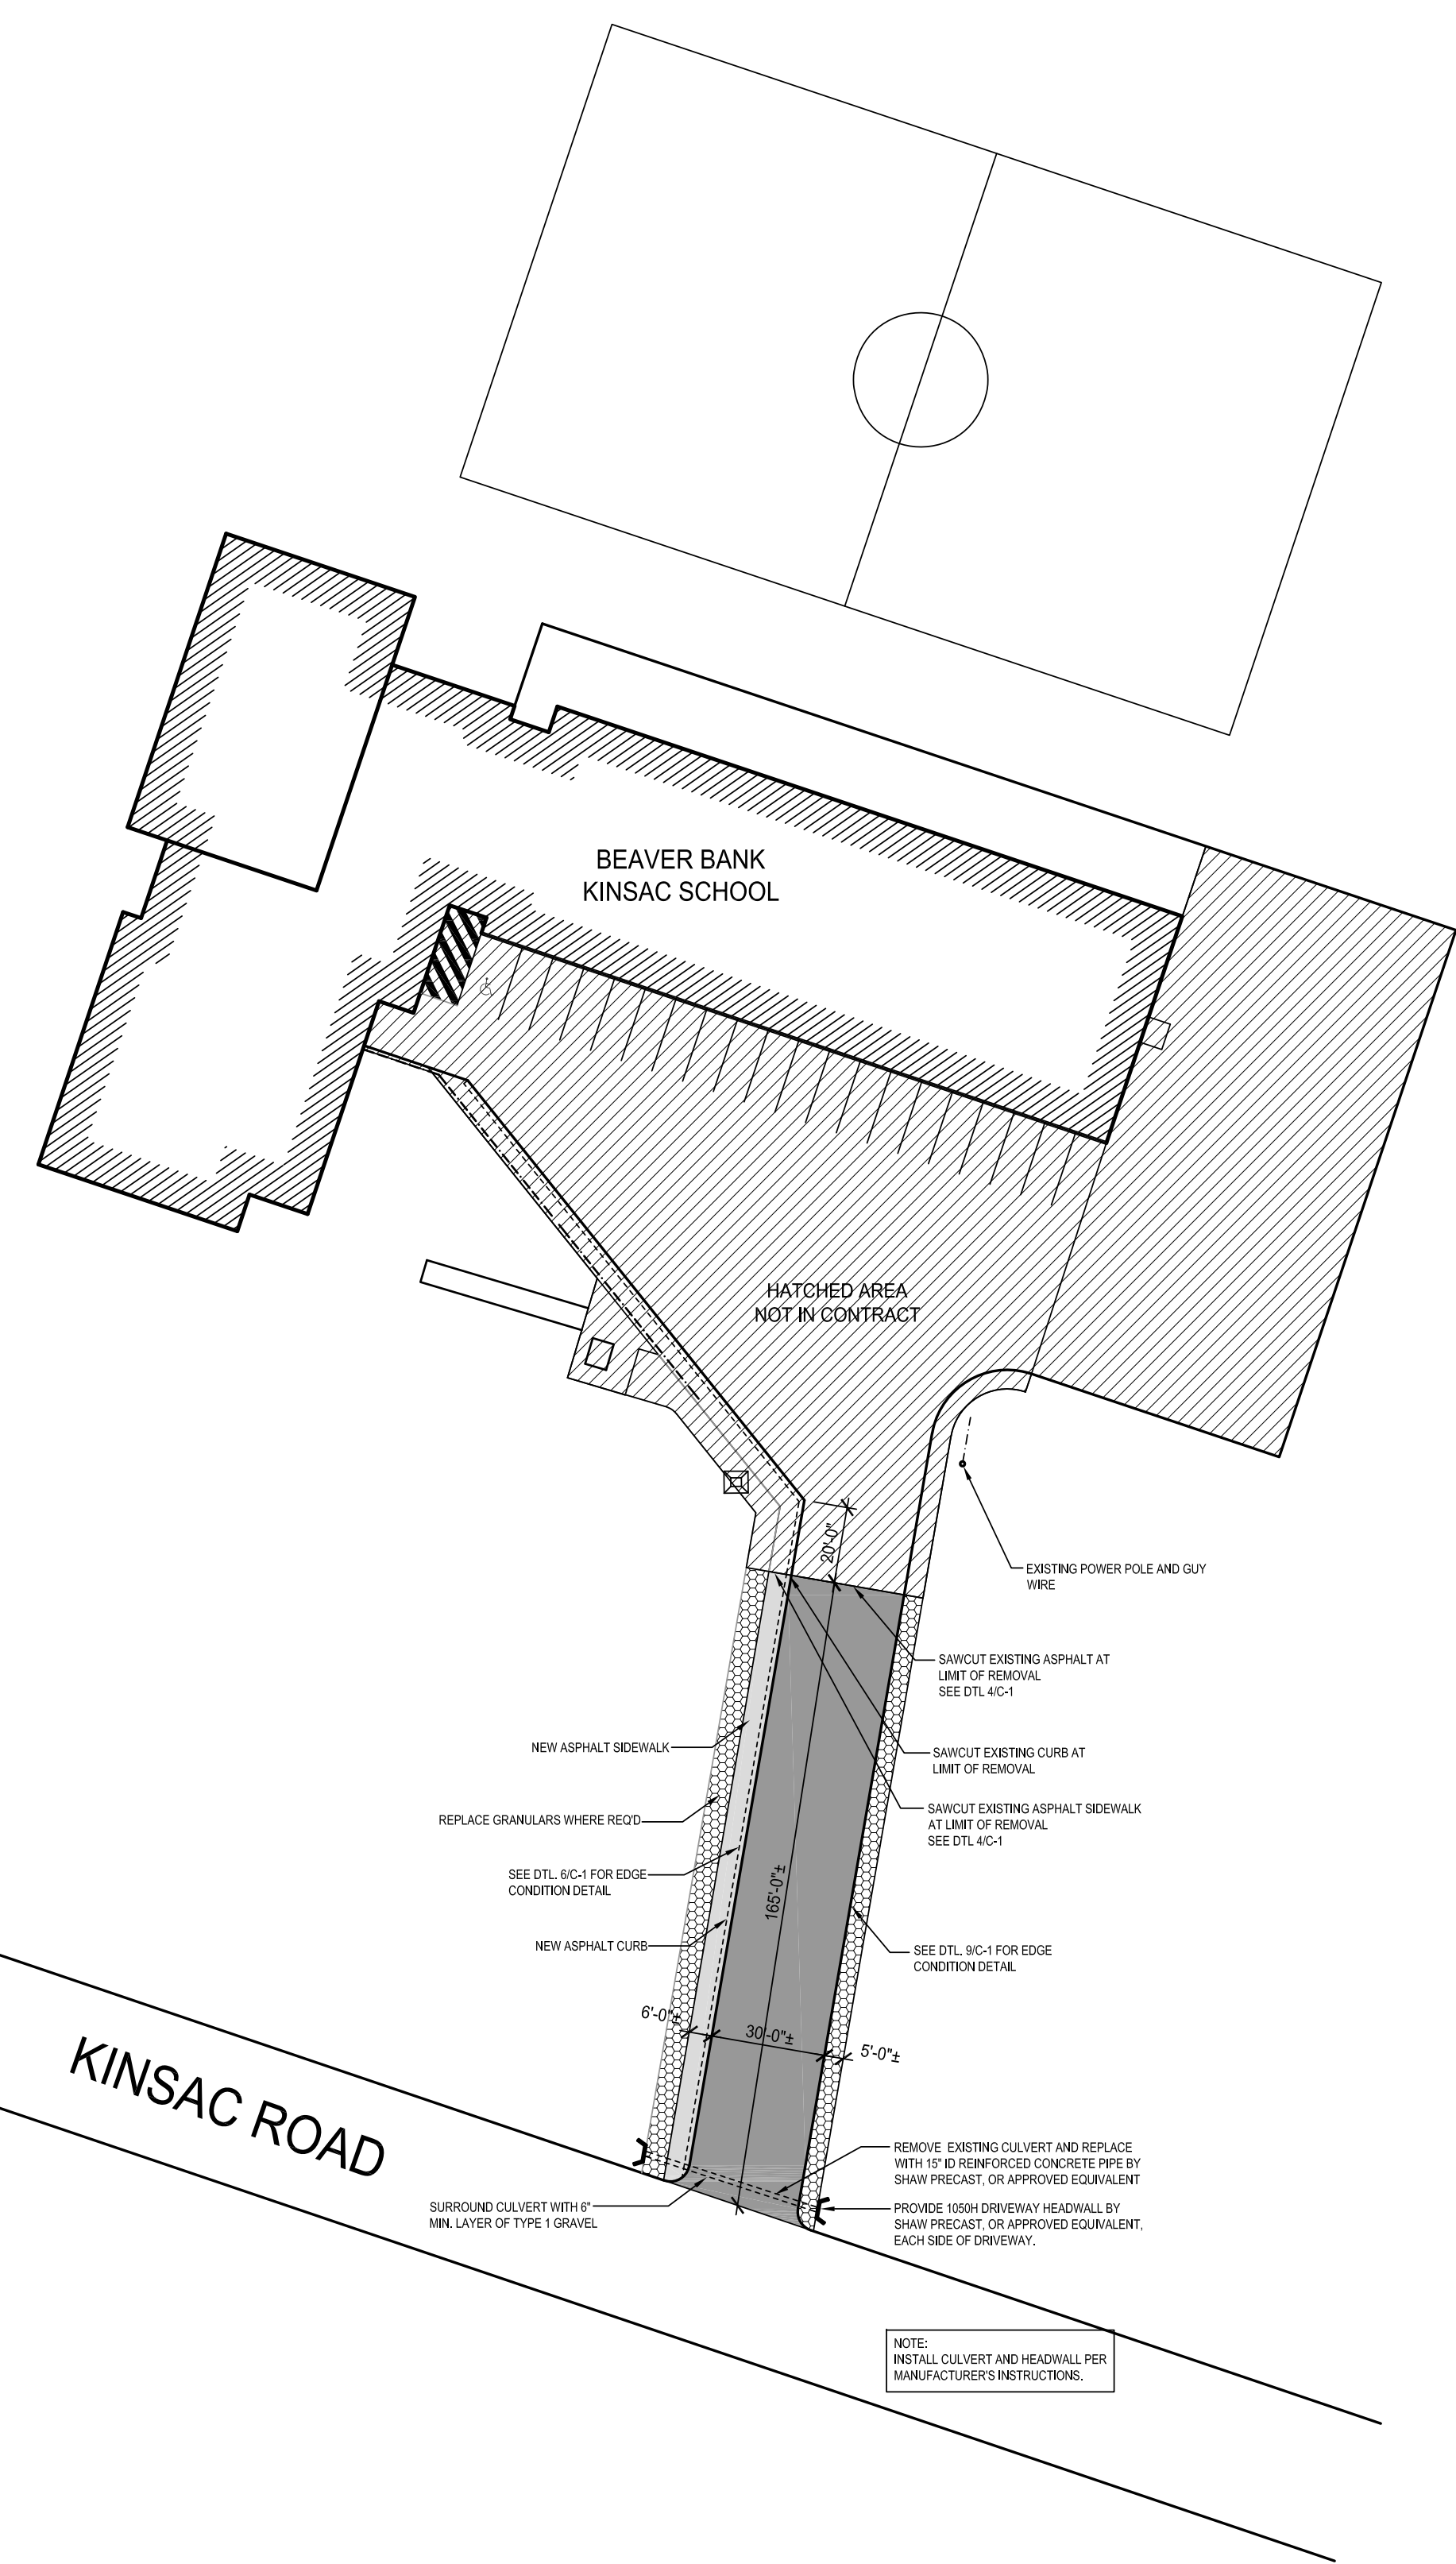 BEAVER BANK
KINSAC SCHOOL
HATCHED AREA
NOT IN CONTRACT
20'-0"
EXISTING POWER POLE AND GUY
WIRE
SAWCUT EXISTING ASPHALT AT
LIMIT OF REMOVAL
SEE DTL 4/C-1
NEW ASPHALT SIDEWALK
SAWCUT EXISTING CURB AT
LIMIT OF REMOVAL
REPLACE GRANULARS WHERE REQ'D
SAWCUT EXISTING ASPHALT SIDEWALK
AT LIMIT OF REMOVAL
SEE DTL 4/C-1
SEE DTL. 6/C-1 FOR EDGE
CONDITION DETAIL
165'-0"±
NEW ASPHALT CURB
SEE DTL. 9/C-1 FOR EDGE
CONDITION DETAIL
6'-0"±
30'-0"±
5'-0"±
KINSAC ROAD
REMOVE EXISTING CULVERT AND REPLACE
WITH 15" ID REINFORCED CONCRETE PIPE BY
SHAW PRECAST, OR APPROVED EQUIVALENT
SURROUND CULVERT WITH 6"
MIN. LAYER OF TYPE 1 GRAVEL
PROVIDE 1050H DRIVEWAY HEADWALL BY
SHAW PRECAST, OR APPROVED EQUIVALENT,
EACH SIDE OF DRIVEWAY.
NOTE:
INSTALL CULVERT AND HEADWALL PER
MANUFACTURER'S INSTRUCTIONS.